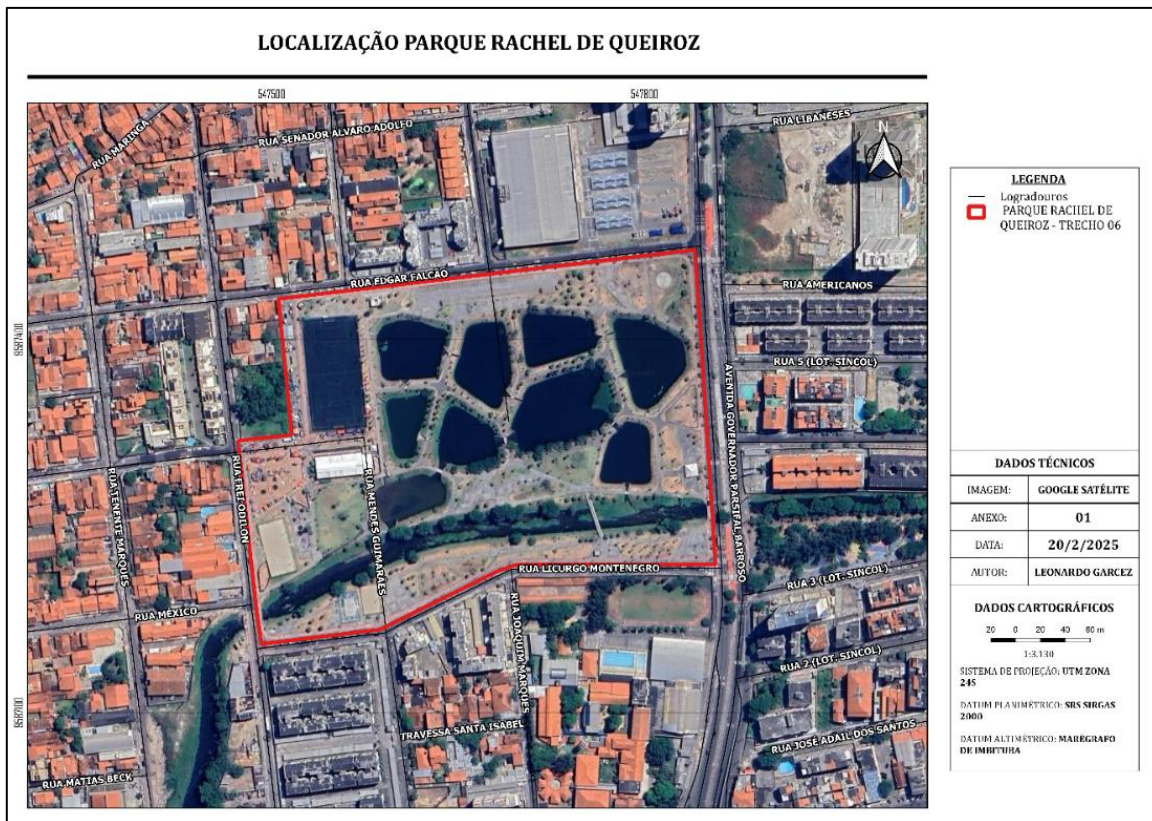 LOCALIZAÇÃO PARQUE RACHEL DE QUEIROZ
547500
547800
RUA MARINGA
RUA SENADOR ALVARO ADOLFO
RUA LIBANESES
N
RUA EDGAR FALCÃO
RUA AMERICANOS
RUA 5 (LOT. SINCOL)
AVENIDA GOVERNADOR PARSIFAL BARROSO
RUA TENENTE MARQUES
RUA FREI ODILON
RUA MENDES GUIMARÃES
RUA LICURGO MONTENEGRO
RUA 3 (LOT. SINCOL)
RUA MÉXICO
RUA JOAQUIM MARQUES
RUA 2 (LOT. SINCOL)
TRAVESSA SANTA ISABEL
RUA JOSÉ ADAIL DOS SANTOS
RUA MATIAS BECK
LEGENDA
Logradouros
PARQUE RACHEL DE
QUEIROZ - TRECHO 06
DADOS TÉCNICOS
IMAGEM: GOOGLE SATÉLITE
ANEXO: 01
DATA: 20/2/2025
AUTOR: LEONARDO GARCEZ
DADOS CARTOGRÁFICOS
20 0 20 40 60 m
1:3.130
SISTEMA DE PROJEÇÃO: UTM ZONA
24S
DATUM PLANIMÉTRICO: SRS SIRGAS
2000
DATUM ALTIMÉTRICO: MARÉGRAFO
DE IMBITUBA